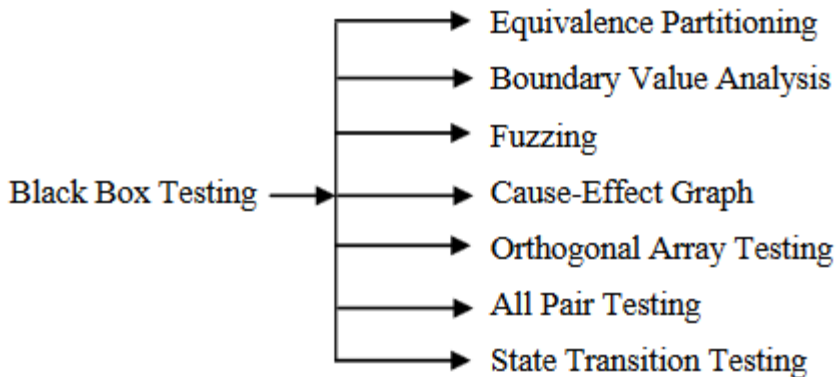 Equivalence Partitioning
Boundary Value Analysis
Fuzzing
Black Box Testing
Cause-Effect Graph
Orthogonal Array Testing
All Pair Testing
State Transition Testing